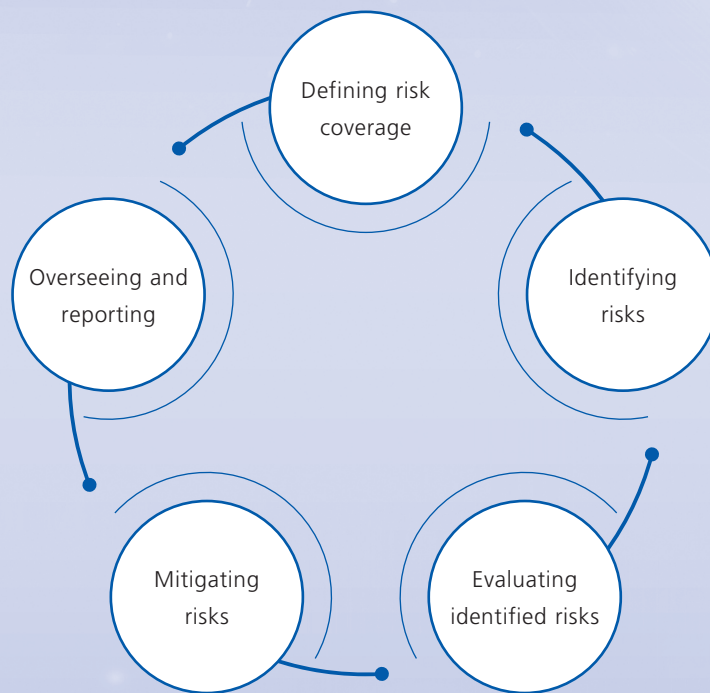 Defining risk
coverage
Identifying
risks
Evaluating
identified risks
Mitigating
risks
Overseeing and
reporting